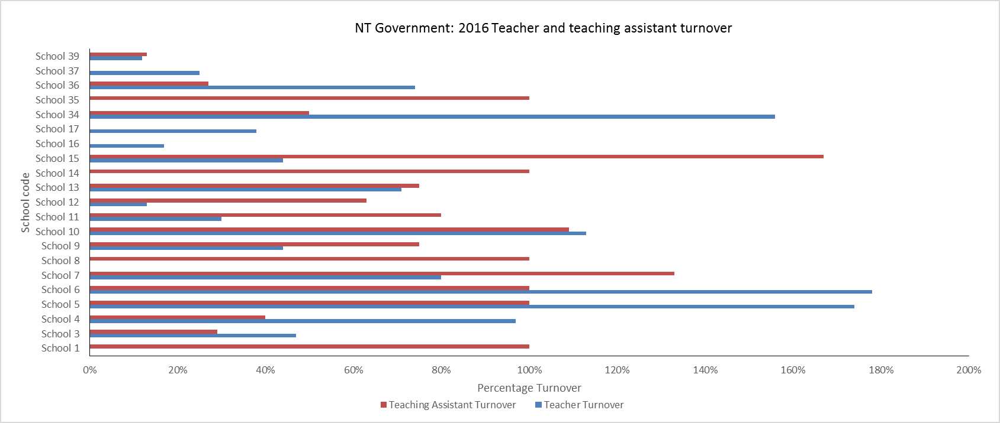 NT Government: 2016 Teacher and teaching assistant turnover
School code
School 39
School 37
School 36
School 35
School 34
School 17
School 16
School 15
School 14
School 13
School 12
School 11
School 10
School 9
School 8
School 7
School 6
School 5
School 4
School 3
School 1
0% 20% 40% 60% 80% 100% 120% 140% 160% 180% 200%
Percentage Turnover
Teaching Assistant Turnover Teacher Turnover